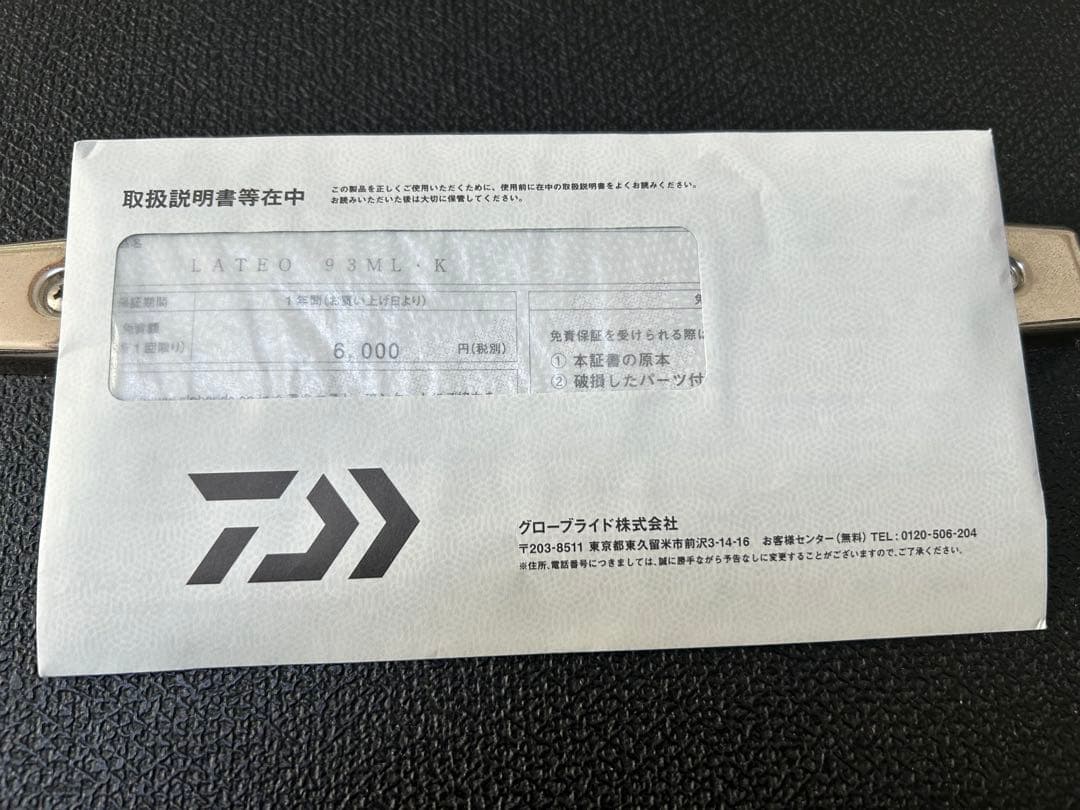 取扱説明書等在中
この製品を正しくご使用いただくために、使用前に在中の取扱説明書をよくお読みください。
お読みいただいた後は大切に保管してください。
LATEO 93ML・K
保証期間
1年間(お買い上げ日より)
免責額
1回限り)
6,000
円(税別)
免責保証を受けられる際に
① 本証書の原本
② 破損したパーツ付
グローブライド株式会社
〒203-8511 東京都東久留米市前沢3-14-16 お客様センター(無料) TEL:0120-506-204
※住所、電話番号につきましては、誠に勝手ながら予告なしに変更することがございますので、ご了承ください。